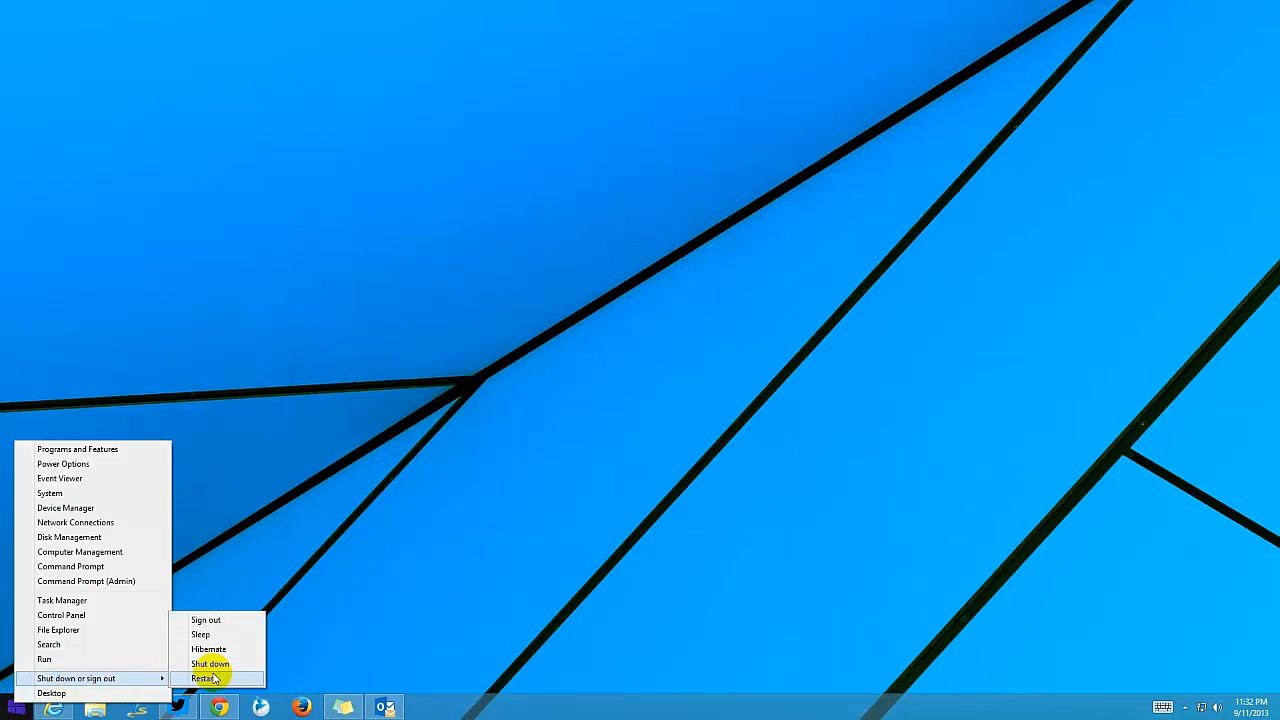 Programs and Features
Power Options
Event Viewer
System
Device Manager
Network Connections
Disk Management
Computer Management
Command Prompt
Command Prompt (Admin)
Task Manager
Control Panel
File Explorer
Search
Run
Shut down or sign out
Desktop
Sign out
Sleep
Hibernate
Shut down
Restart
11:32 PM
9/11/2013